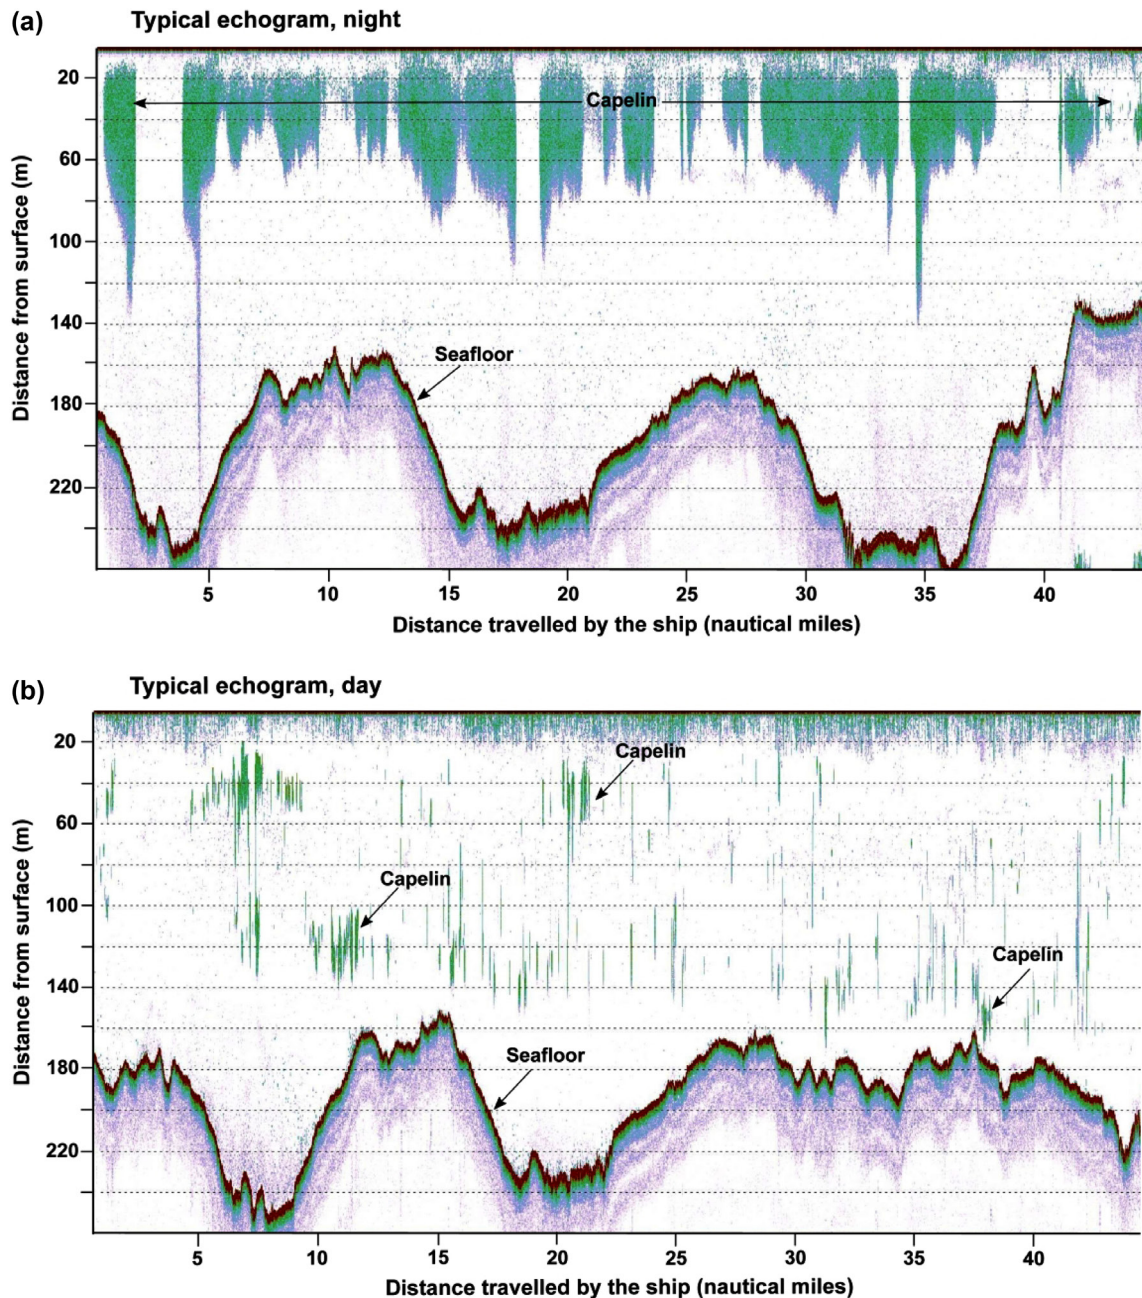 (a) Typical echogram, night
20
60
100
140
180
220
Distance from surface (m)
Capelin
Seafloor
5 10 15 20 25 30 35 40
Distance travelled by the ship (nautical miles)
(b) Typical echogram, day
20
60
100
140
180
220
Distance from surface (m)
Capelin
Capelin
Capelin
Seafloor
5 10 15 20 25 30 35 40
Distance travelled by the ship (nautical miles)